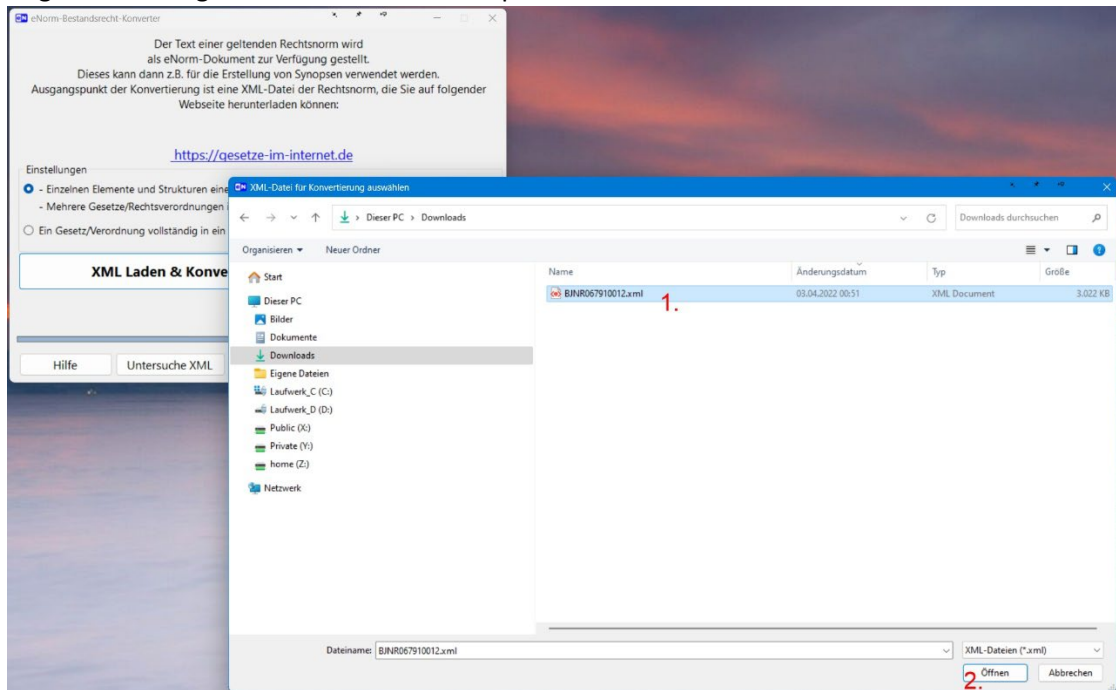 eNorm-Bestandsrecht-Konverter
Der Text einer geltenden Rechtsnorm wird
als eNorm-Dokument zur Verfügung gestellt.
Dieses kann dann z.B. für die Erstellung von Synopsen verwendet werden.
Ausgangspunkt der Konvertierung ist eine XML-Datei der Rechtsnorm, die Sie auf folgender
Webseite herunterladen können:
https://gesetze-im-internet.de
Einstellungen
- Einzelnen Elemente und Strukturen eine
- Mehrere Gesetze/Rechtsverordnungen
Ein Gesetz/Verordnung vollständig in ein
XML Laden & Konve
Hilfe
Untersuche XML
XML-Datei für Konvertierung auswählen
Dieser PC > Downloads
Downloads durchsuchen
Organisieren
Neuer Ordner
Start
Dieser PC
Bilder
Dokumente
Downloads
Eigene Dateien
Laufwerk_C (C:)
Laufwerk_D (D:)
Public (X:)
Private (Y:)
home (Z:)
Netzwerk
Name Änderungsdatum Typ Größe
BJNR067910012.xml 03.04.2022 00:51 XML Document 3.022 KB
1.
Dateiname: BJNR067910012.xml XML-Dateien (*.xml)
2. Öffnen Abbrechen